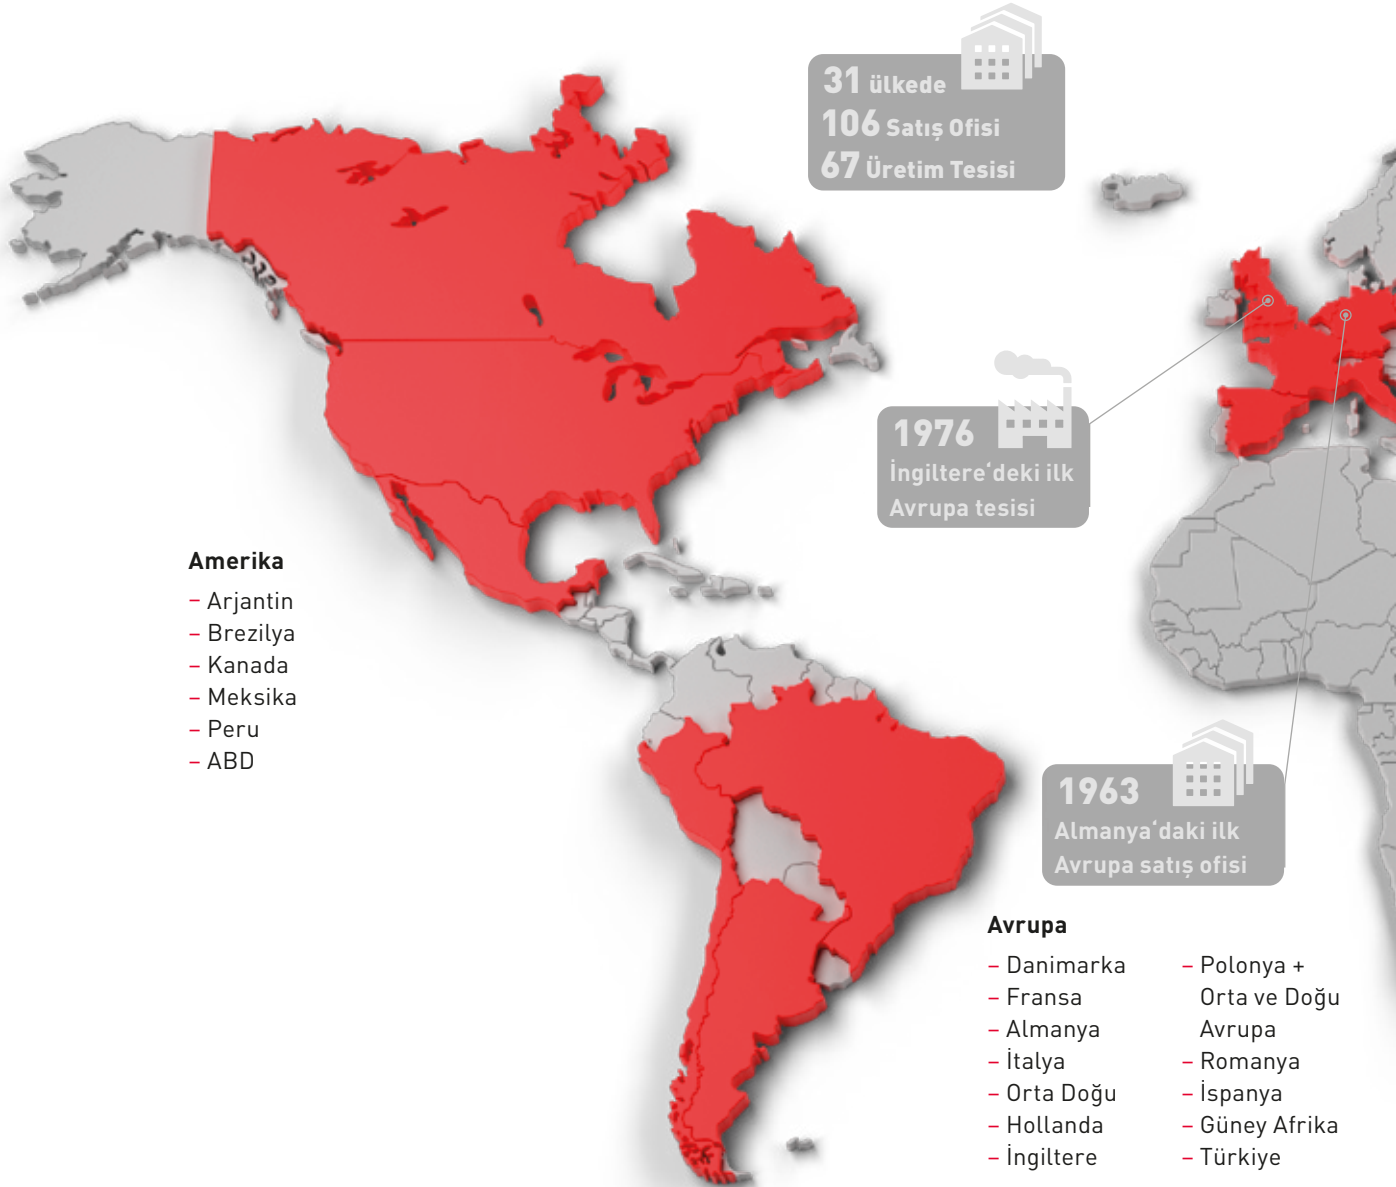 31 ülkede
106 Satış Ofisi
67 Üretim Tesisi
1976
İngiltere‘deki ilk
Avrupa tesisi
Amerika
– Arjantin
– Brezilya
– Kanada
– Meksika
– Peru
– ABD
1963
Almanya‘daki ilk
Avrupa satış ofisi
Avrupa
– Danimarka
– Fransa
– Almanya
– İtalya
– Orta Doğu
– Hollanda
– İngiltere
– Polonya +
Orta ve Doğu
Avrupa
– Romanya
– İspanya
– Güney Afrika
– Türkiye